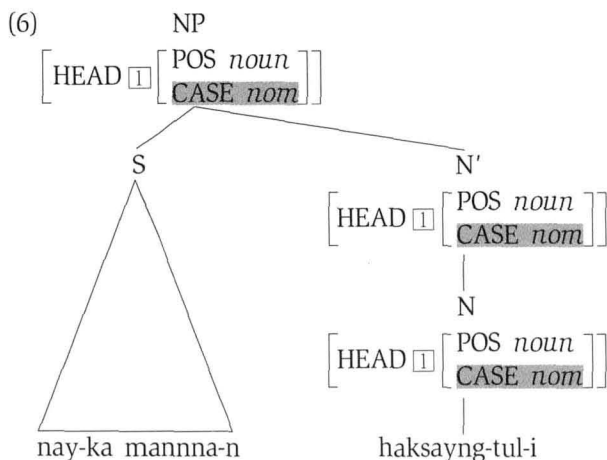 (6) NP
[HEAD [1] [POS noun
CASE nom]]
S N'
[HEAD [1] [POS noun
CASE nom]]
N
[HEAD [1] [POS noun
CASE nom]]
nay-ka mannna-n haksayng-tul-i